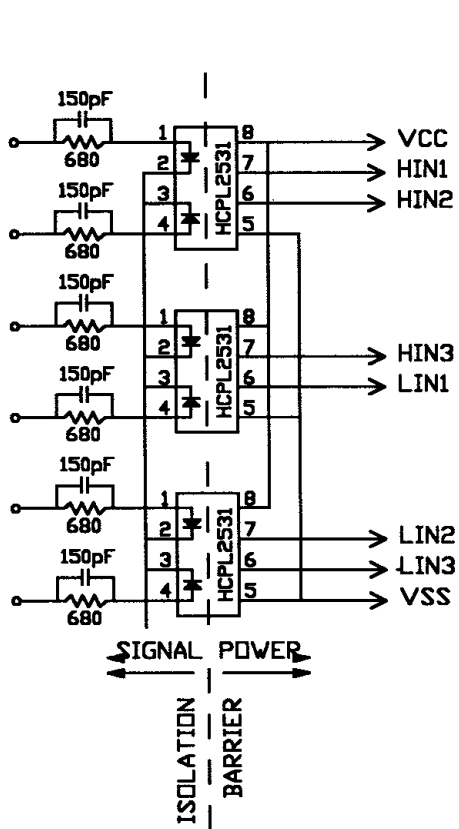 150pF
680
1
2
3
4
HCPL2531
8
7
6
5
VCC
HIN1
HIN2
150pF
680
150pF
680
1
2
3
4
HCPL2531
8
7
6
5
HIN3
LIN1
150pF
680
150pF
680
1
2
3
4
HCPL2531
8
7
6
5
LIN2
LIN3
VSS
150pF
680
SIGNAL POWER
ISOLATION
BARRIER